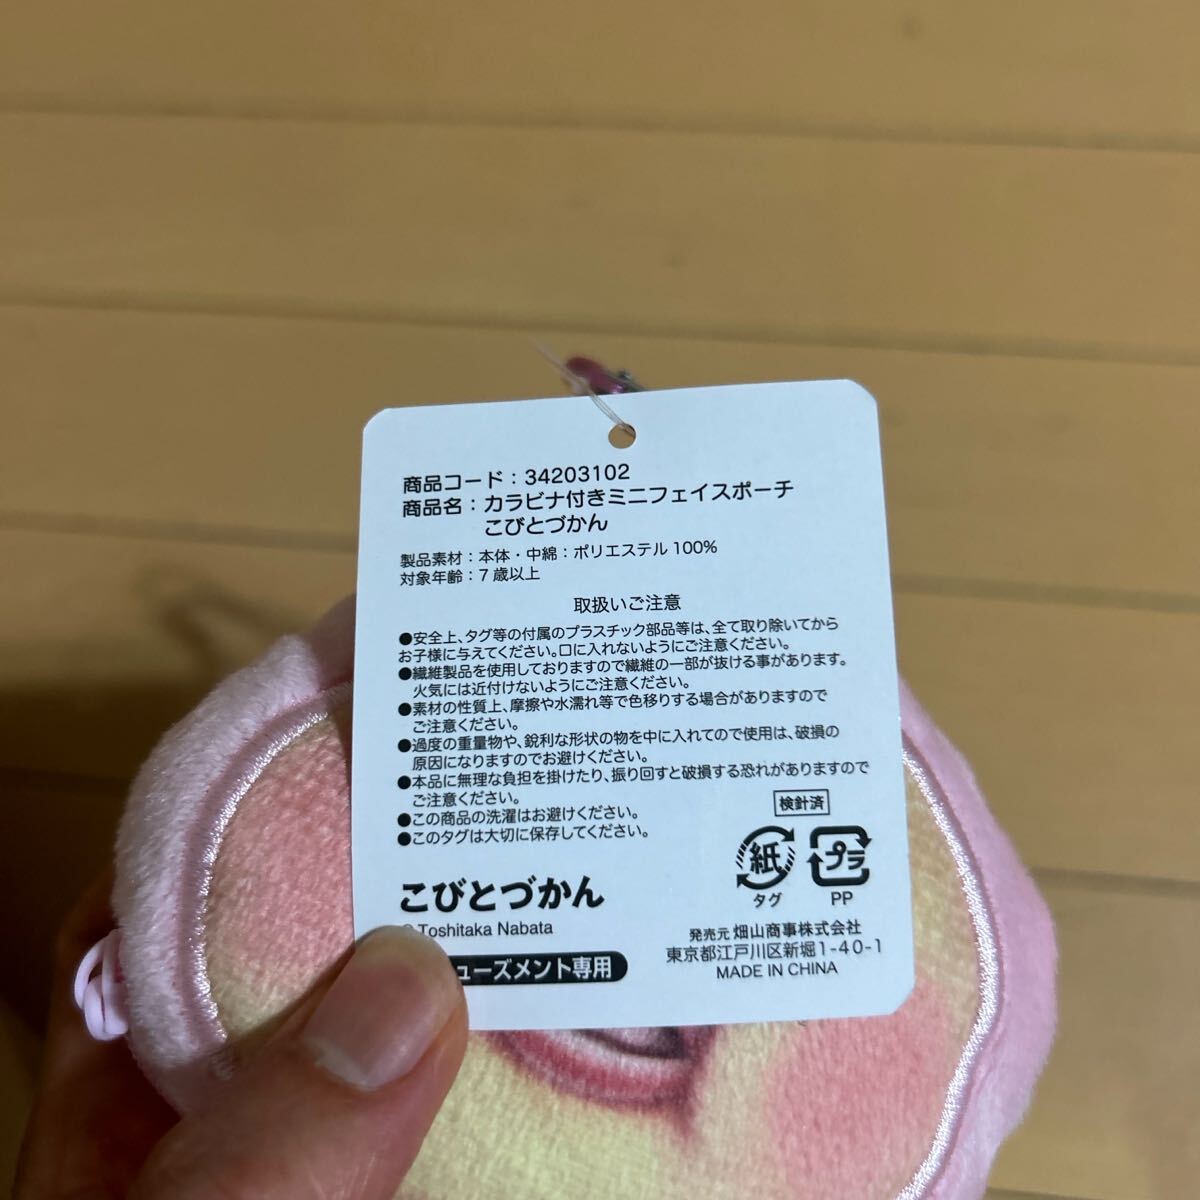 商品コード：34203102
商品名：カラビナ付きミニフェイスポーチ
こびとづかん
製品素材：本体・中綿：ポリエステル100%
対象年齢：7歳以上
取扱いご注意
●安全上、タグ等の付属のプラスチック部品等は、全て取り除いてから
お子様に与えてください。口に入れないようにご注意ください。
●繊維製品を使用しておりますので繊維の一部が抜ける事があります。
火気には近付けないようにご注意ください。
●素材の性質上、摩擦や水濡れ等で色移りする場合がありますので
ご注意ください。
●過度の重量物や、鋭利な形状の物を中に入れてので使用は、破損の
原因になりますのでお避けください。
●本品に無理な負担を掛けたり、振り回すと破損する恐れがありますので
ご注意ください。
●この商品の洗濯はお避けください。
●このタグは大切に保存してください。
検針済
紙
タグ
プラ
PP
こびとづかん
© Toshitaka Nabata
ューズメント専用
発売元 畑山商事株式会社
東京都江戸川区新堀1-40-1
MADE IN CHINA